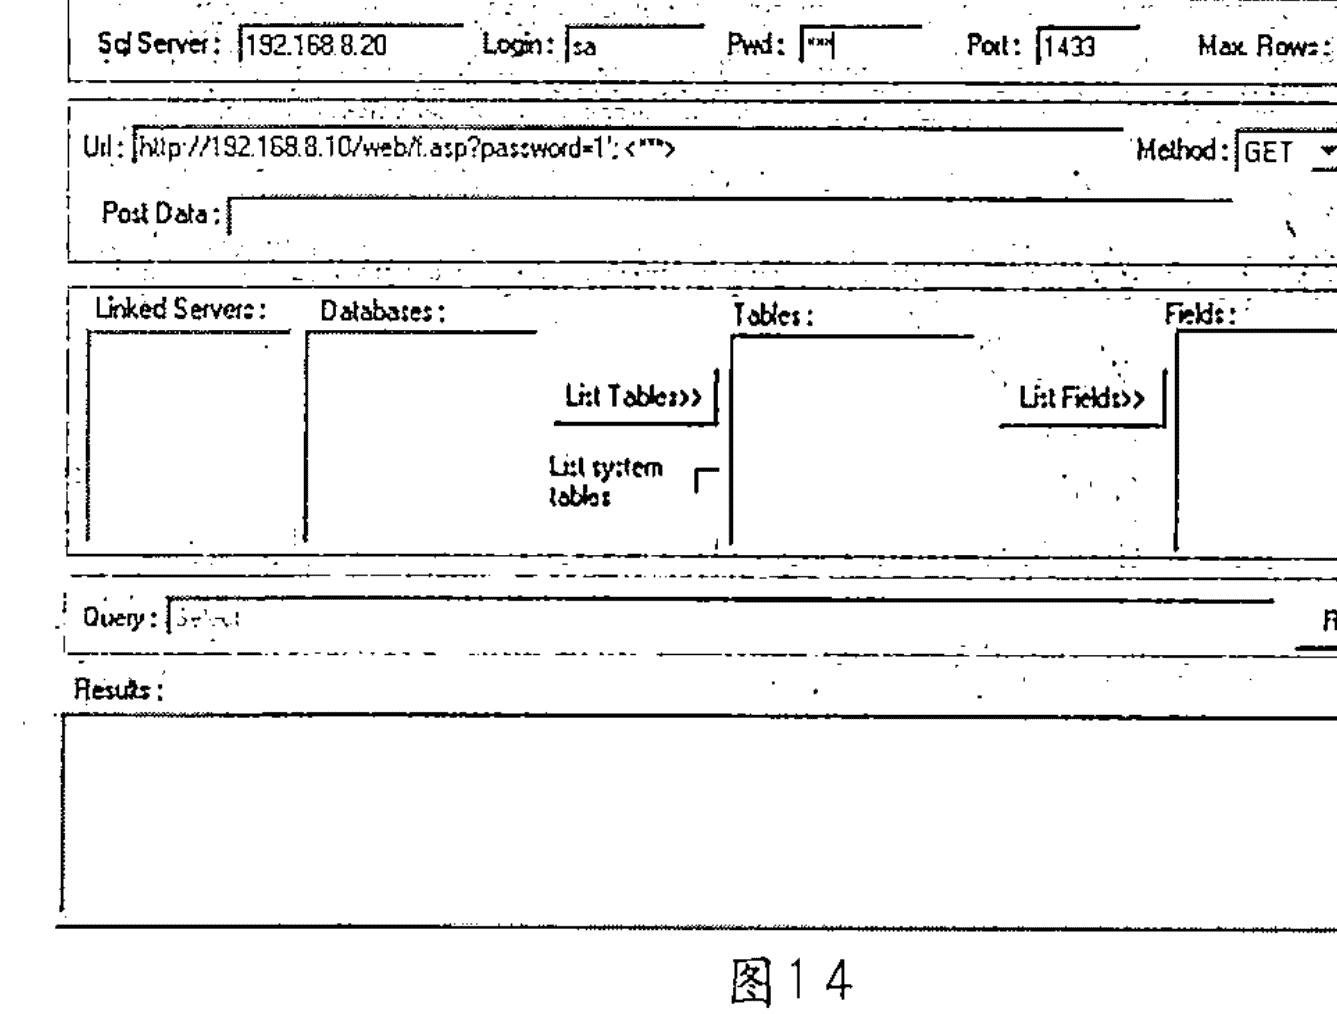 Sql Server: 192.168.8.20 Login: sa Pwd: *** Port: 1433 Max. Rows:
Url: http://192.168.8.10/web/f.asp?password=1'; <***> Method: GET
Post Data:
Linked Servers: Databases: Tables: Fields:
List Tables>> List Fields>>
List system
tables
Query: Select
Results:
图14